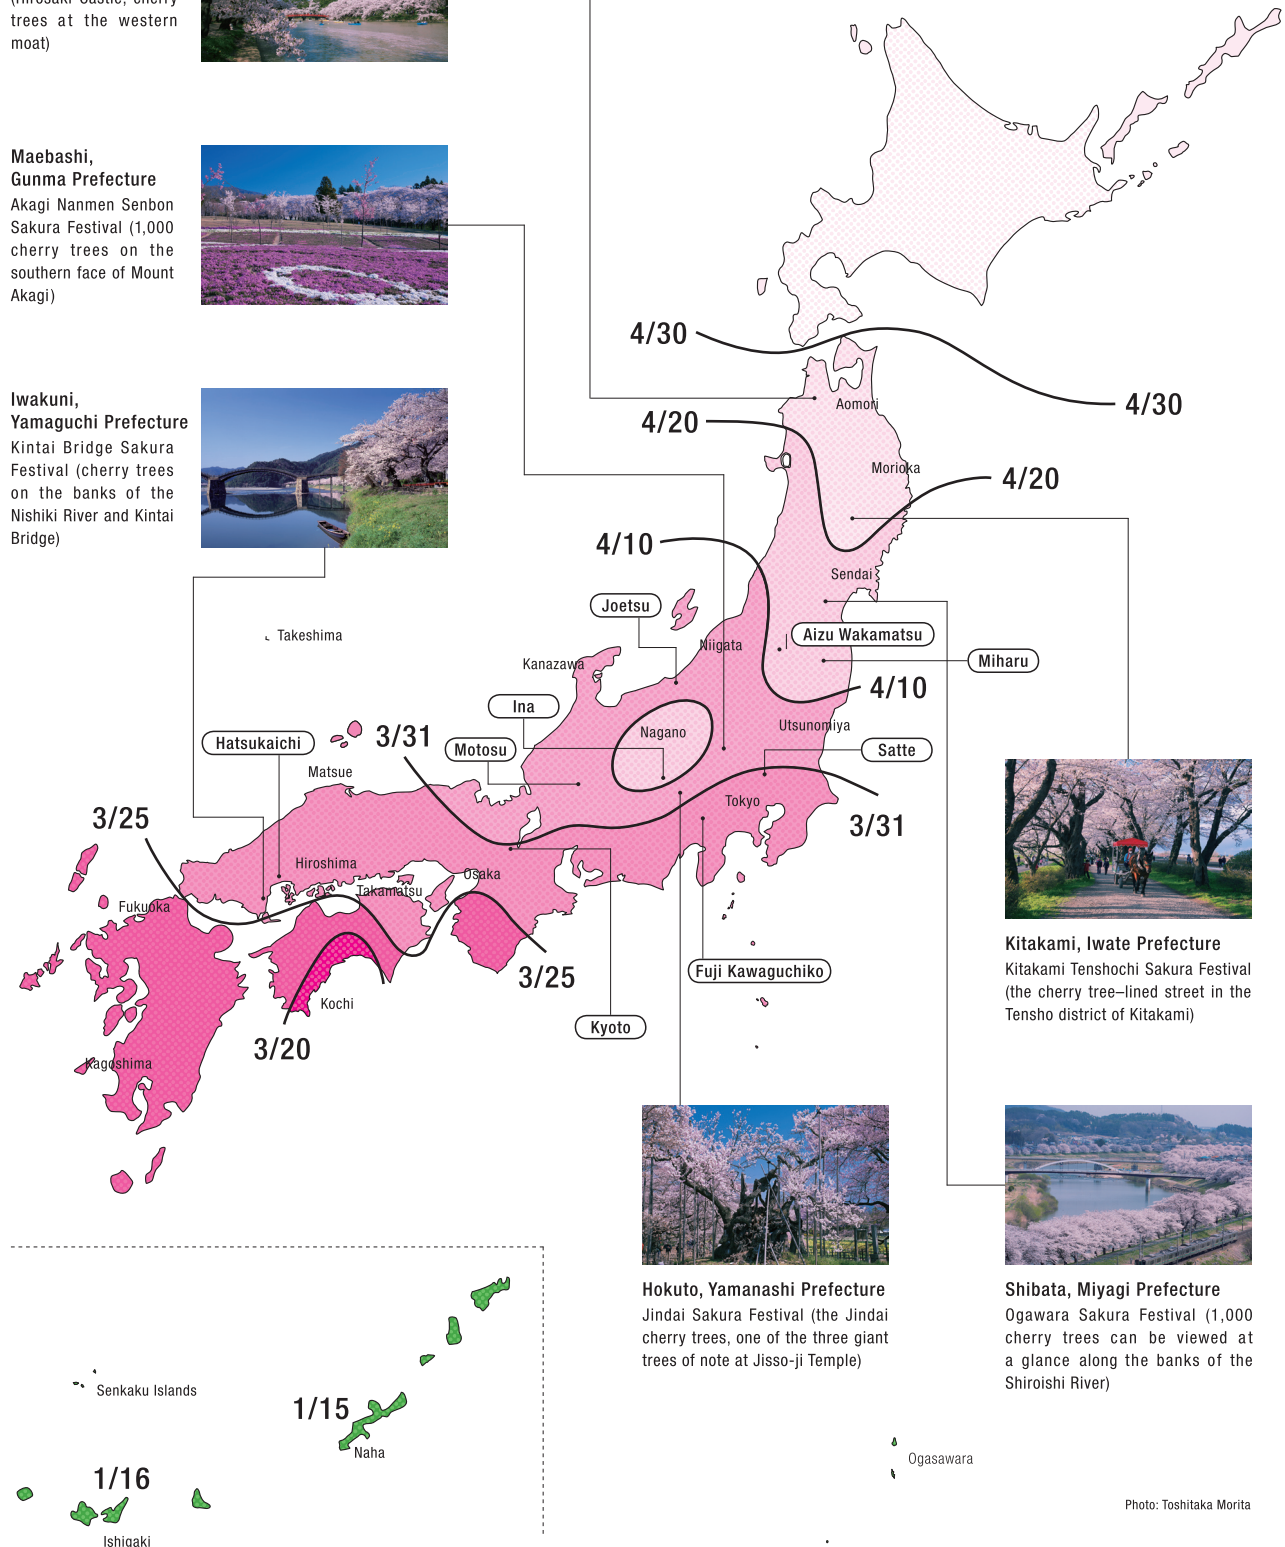 (Hirosaki Castle, cherry
trees at the western
moat)
Maebashi,
Gunma Prefecture
Akagi Nanmen Senbon
Sakura Festival (1,000
cherry trees on the
southern face of Mount
Akagi)
Iwakuni,
Yamaguchi Prefecture
Kintai Bridge Sakura
Festival (cherry trees
on the banks of the
Nishiki River and Kintai
Bridge)
4/30
4/30
Aomori
4/20
Morioka
4/20
4/10
Sendai
Joetsu
Takeshima
Aizu Wakamatsu
Niigata
Kanazawa
Miharu
4/10
Ina
Utsunomiya
Nagano
3/31
Hatsukaichi
Motosu
Satte
Matsue
Tokyo
3/25
3/31
Hiroshima
Osaka
Takamatsu
Fukuoka
Kitakami, Iwate Prefecture
Kitakami Tenshochi Sakura Festival
(the cherry tree–lined street in the
Tensho district of Kitakami)
Fuji Kawaguchiko
3/25
Kochi
Kyoto
3/20
Kagoshima
Hokuto, Yamanashi Prefecture
Jindai Sakura Festival (the Jindai
cherry trees, one of the three giant
trees of note at Jisso-ji Temple)
Shibata, Miyagi Prefecture
Ogawara Sakura Festival (1,000
cherry trees can be viewed at
a glance along the banks of the
Shiroishi River)
Senkaku Islands
1/15
Naha
1/16
Ishigaki
Ogasawara
Photo: Toshitaka Morita